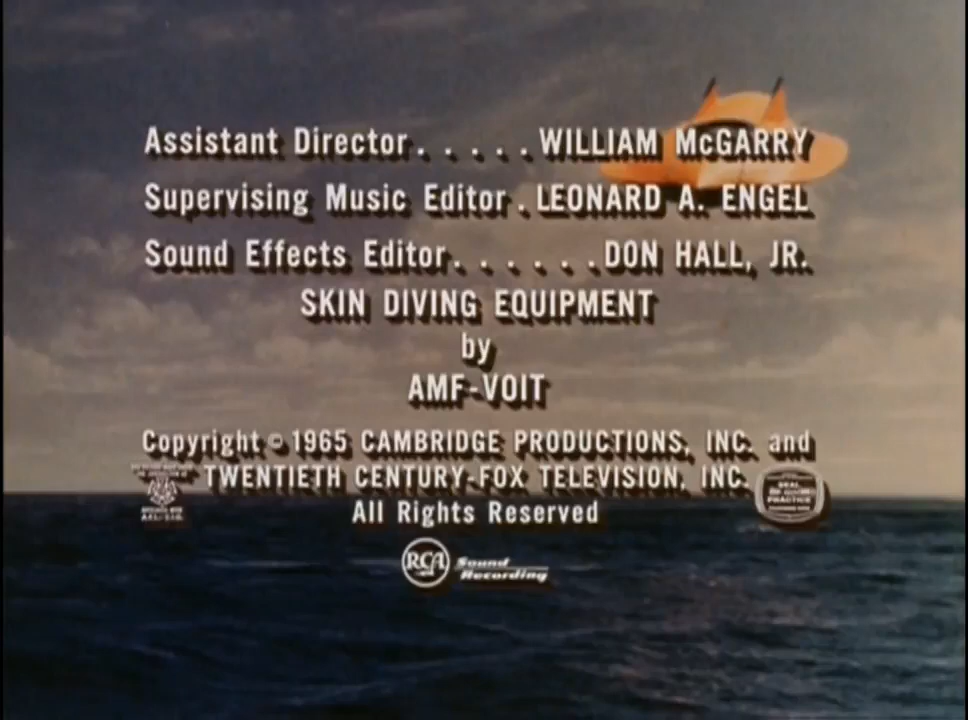 Assistant Director. . . . . WILLIAM McGARRY
Supervising Music Editor . LEONARD A. ENGEL
Sound Effects Editor. . . . . . DON HALL, JR.
SKIN DIVING EQUIPMENT
by
AMF-VOIT
Copyright © 1965 CAMBRIDGE PRODUCTIONS, INC. and
TWENTIETH CENTURY-FOX TELEVISION, INC.
All Rights Reserved
SEAL
PRACTICE
RCA Sound
Recording